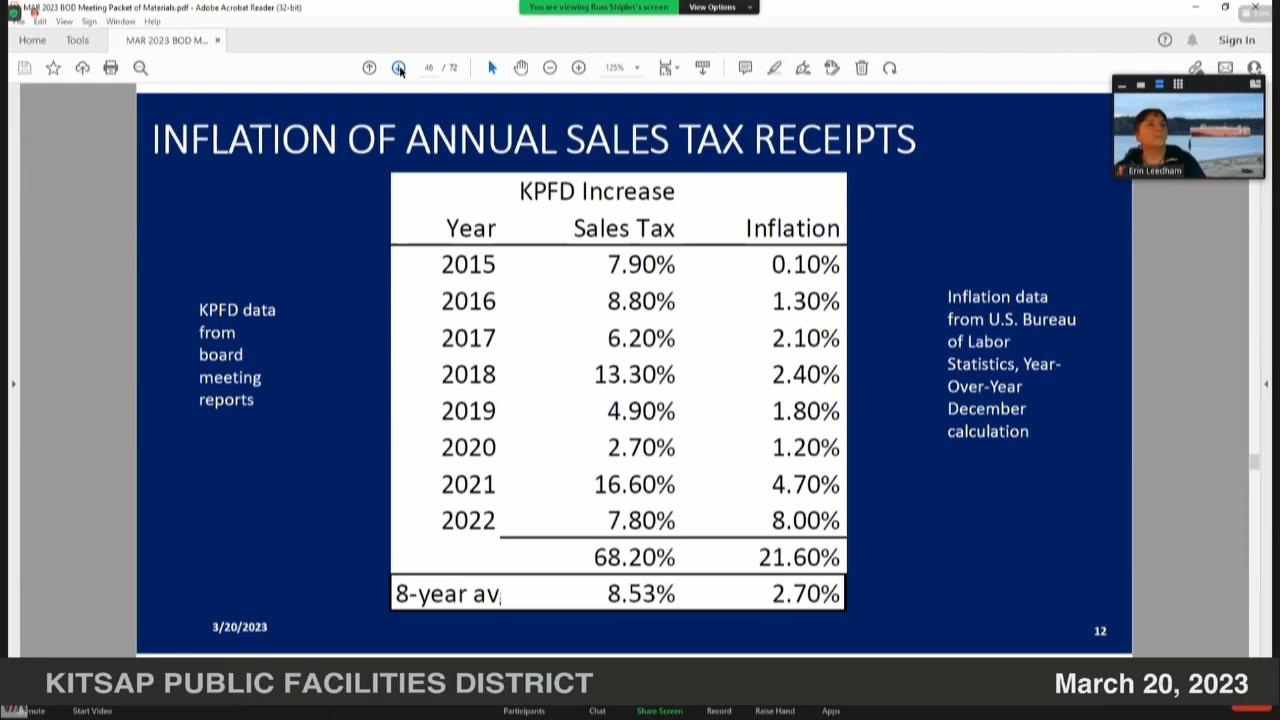 MAR 2023 BOD Meeting Packet of Materials.pdf - Adobe Acrobat Reader (32-bit)
You are viewing Russ Shiplet's screen
View Options
Edit View Sign Window Help
View
Home Tools MAR 2023 BOD M... ×
Sign In
46 / 72
125%
INFLATION OF ANNUAL SALES TAX RECEIPTS
Erin Leedham
KPFD Increase
Year Sales Tax Inflation
2015 7.90% 0.10%
2016 8.80% 1.30%
2017 6.20% 2.10%
2018 13.30% 2.40%
2019 4.90% 1.80%
2020 2.70% 1.20%
2021 16.60% 4.70%
2022 7.80% 8.00%
68.20% 21.60%
8-year av 8.53% 2.70%
KPFD data
from
board
meeting
reports
Inflation data
from U.S. Bureau
of Labor
Statistics, Year-
Over-Year
December
calculation
3/20/2023
12
KITSAP PUBLIC FACILITIES DISTRICT
March 20, 2023
Start Video Participants Chat Share Screen Record Raise Hand Apps